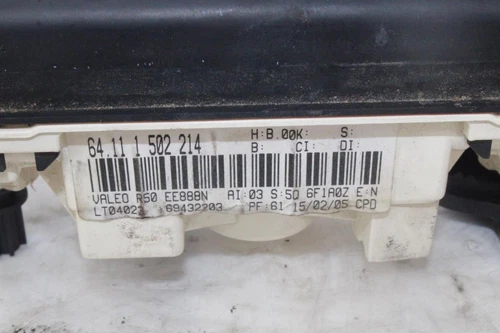 64.11 1 502 214
H:B.00K: S:
B: CI: DI:
VALEO R50 EE888N AI:03 S:50 6F1A0Z E:N
LT04023 69432203 PF:61 15/02/05 CPD